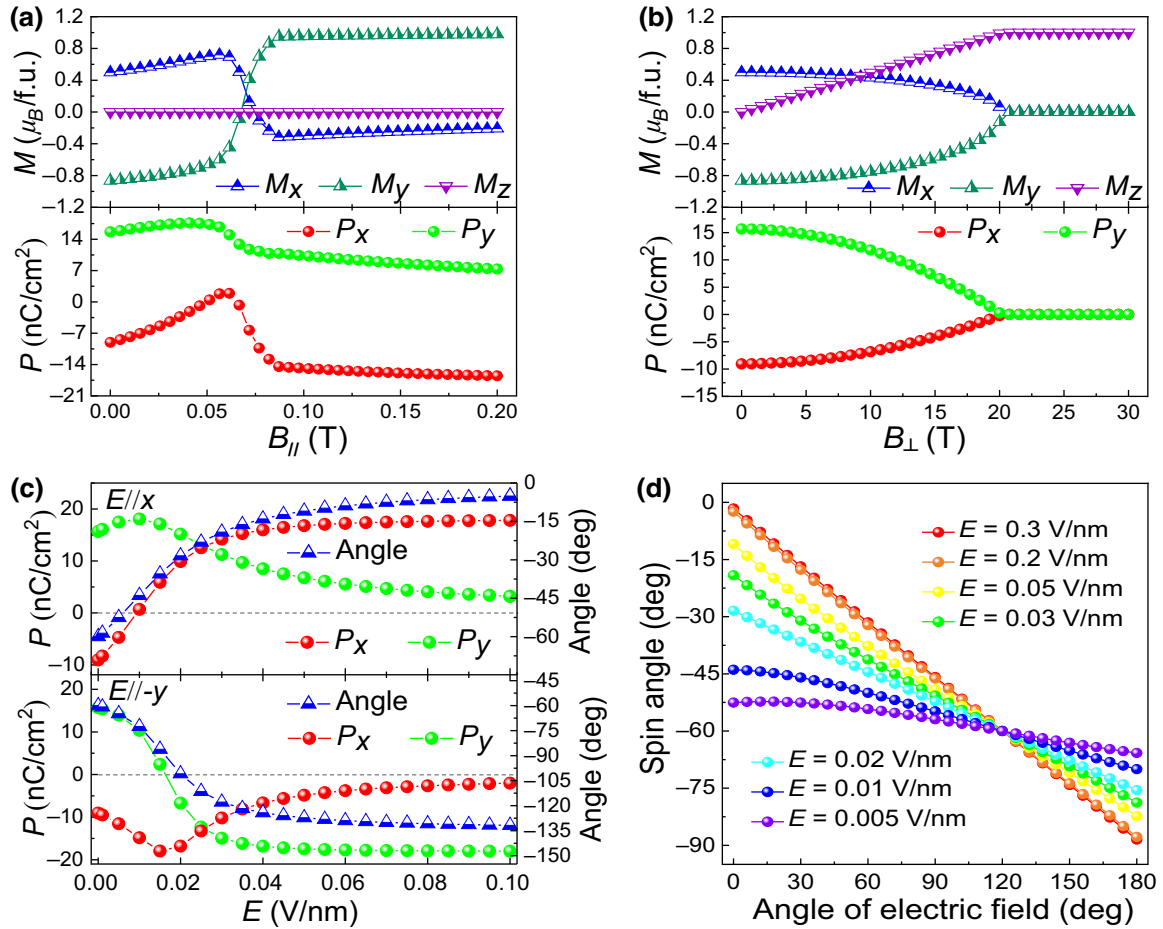 (a)
1.2
0.8
0.4
0.0
−0.4
−0.8
M (μB/f.u.)
Mx My Mz
1.2
14
7
0
−7
−14
−21
P (nC/cm²)
Px Py
0.00 0.05 0.10 0.15 0.20
B// (T)
(b)
1.2
0.8
0.4
0.0
−0.4
−0.8
M (μB/f.u.)
Mx My Mz
1.2
15
10
5
0
−5
−10
−15
P (nC/cm²)
Px Py
0 5 10 15 20 25 30
B⊥ (T)
(c)
E//x
20
10
0
−10
P (nC/cm²)
Angle
Px Py
0
−15
−30
−45
−60
Angle (deg)
E//-y
20
10
0
−10
−20
P (nC/cm²)
Angle
Px Py
−45
−60
−75
−90
−105
−120
−135
−150
Angle (deg)
0.00 0.02 0.04 0.06 0.08 0.10
E (V/nm)
(d)
0
−15
−30
−45
−60
−75
−90
Spin angle (deg)
E = 0.3 V/nm
E = 0.2 V/nm
E = 0.05 V/nm
E = 0.03 V/nm
E = 0.02 V/nm
E = 0.01 V/nm
E = 0.005 V/nm
0 30 60 90 120 150 180
Angle of electric field (deg)